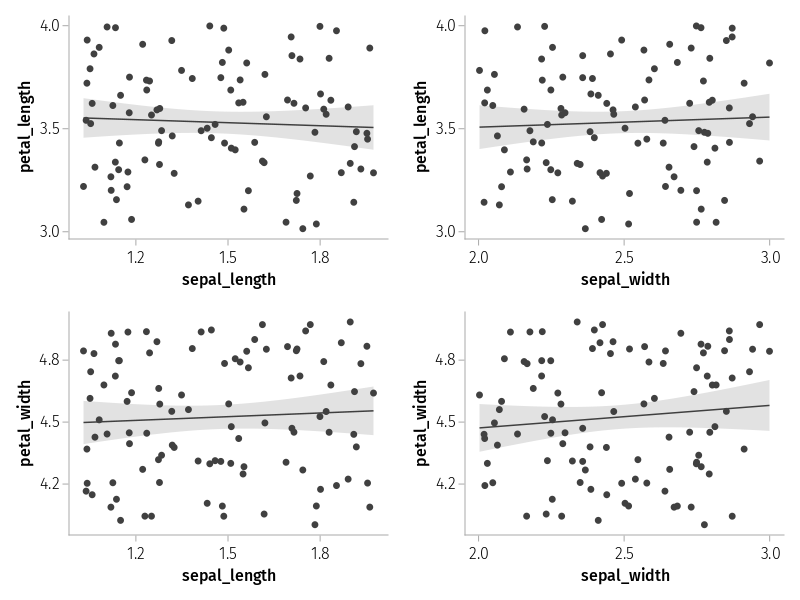 4.0
3.5
3.0
petal_length
1.2 1.5 1.8
sepal_length
4.0
3.5
3.0
petal_length
2.0 2.5 3.0
sepal_width
4.8
4.5
4.2
petal_width
1.2 1.5 1.8
sepal_length
4.8
4.5
4.2
petal_width
2.0 2.5 3.0
sepal_width